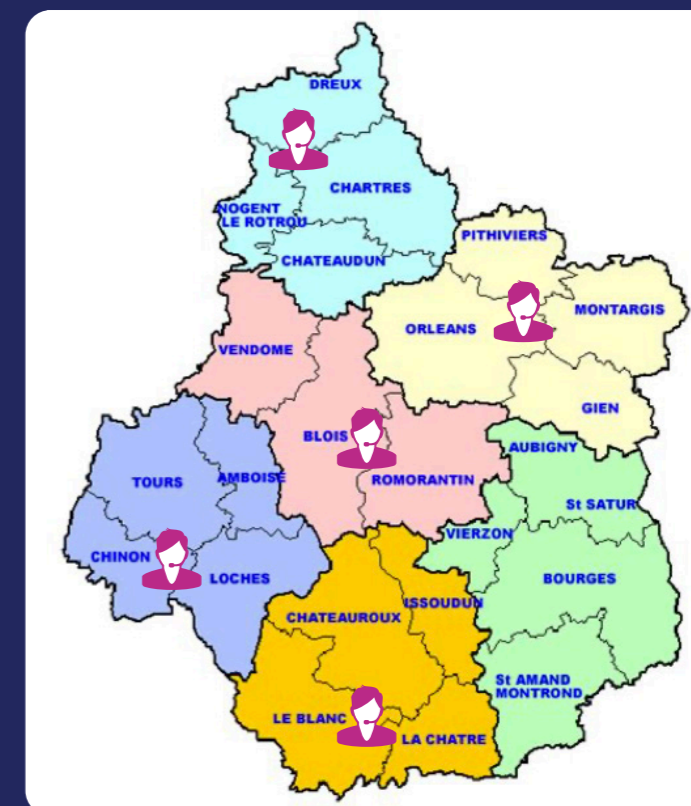 DREUX
CHARTRES
NOGENT
LE ROTROU
CHATEAUDUN
PITHIVIERS
MONTARGIS
ORLEANS
VENDOME
GIEN
BLOIS
AUBIGNY
ROMORANTIN
AMBOISE
TOURS
St SATUR
VIERZON
CHINON
LOCHES
BOURGES
ISSOUDUN
CHATEAUROUX
St AMAND
MONTROND
LE BLANC
LA CHATRE